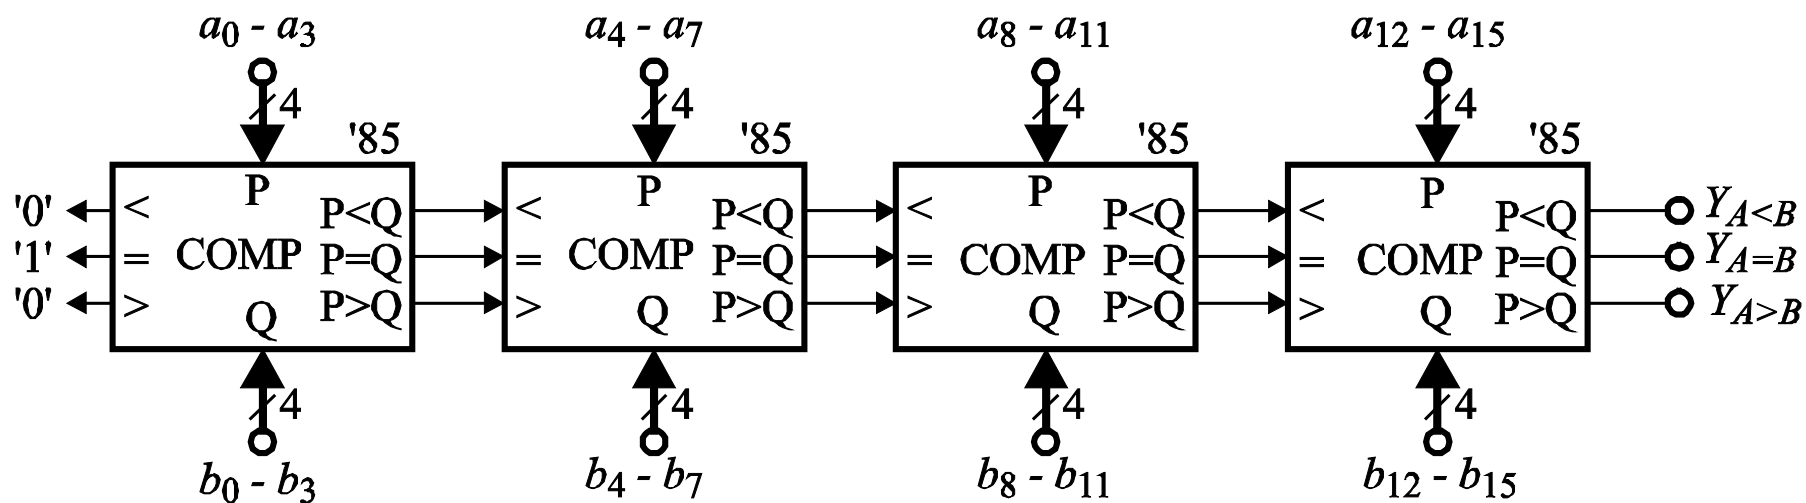 a0 - a3 a4 - a7 a8 - a11 a12 - a15
4 4 4 4
'85 '85 '85 '85
P P P P
'0' < P<Q < P<Q < P<Q < P<Q YA<B
'1' = COMP P=Q = COMP P=Q = COMP P=Q = COMP P=Q YA=B
'0' > P>Q > P>Q > P>Q > P>Q YA>B
Q Q Q Q
4 4 4 4
b0 - b3 b4 - b7 b8 - b11 b12 - b15